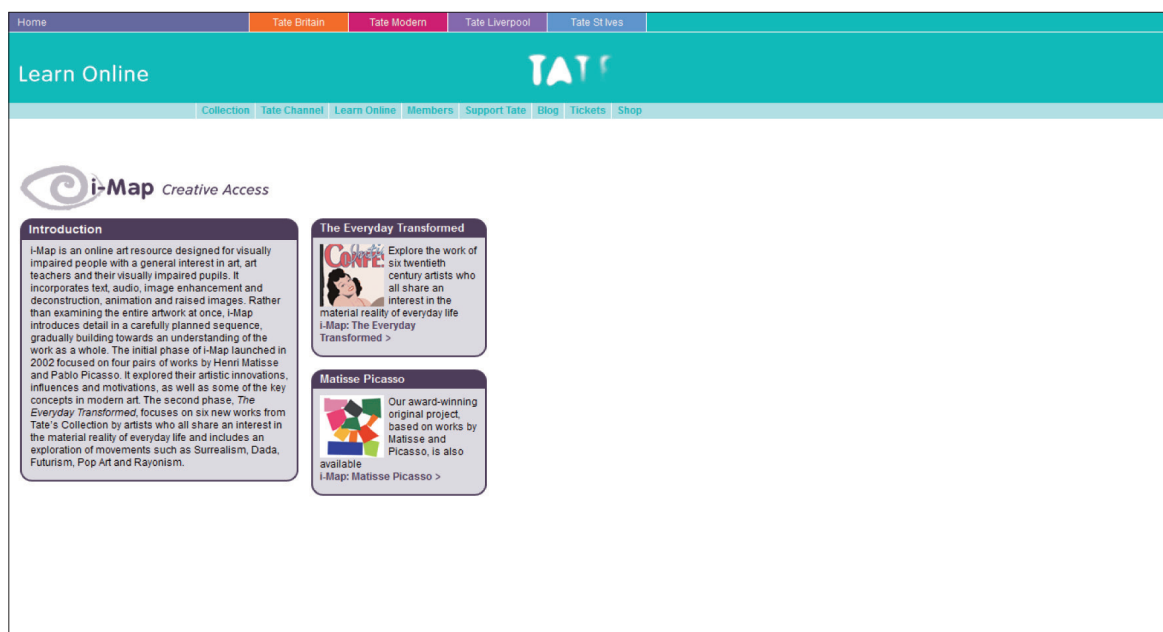 Home
Tate Britain
Tate Modern
Tate Liverpool
Tate St Ives
Learn Online
TATE
Collection
Tate Channel
Learn Online
Members
Support Tate
Blog
Tickets
Shop
i-Map Creative Access
Introduction
i-Map is an online art resource designed for visually
impaired people with a general interest in art, art
teachers and their visually impaired pupils. It
incorporates text, audio, image enhancement and
deconstruction, animation and raised images. Rather
than examining the entire artwork at once, i-Map
introduces detail in a carefully planned sequence,
gradually building towards an understanding of the
work as a whole. The initial phase of i-Map launched in
2002 focused on four pairs of works by Henri Matisse
and Pablo Picasso. It explored their artistic innovations,
influences and motivations, as well as some of the key
concepts in modern art. The second phase, The
Everyday Transformed, focuses on six new works from
Tate's Collection by artists who all share an interest in
the material reality of everyday life and includes an
exploration of movements such as Surrealism, Dada,
Futurism, Pop Art and Rayonism.
The Everyday Transformed
Explore the work of
six twentieth
century artists who
all share an
interest in the
material reality of everyday life
i-Map: The Everyday
Transformed >
Matisse Picasso
Our award-winning
original project,
based on works by
Matisse and
Picasso, is also
available
i-Map: Matisse Picasso >